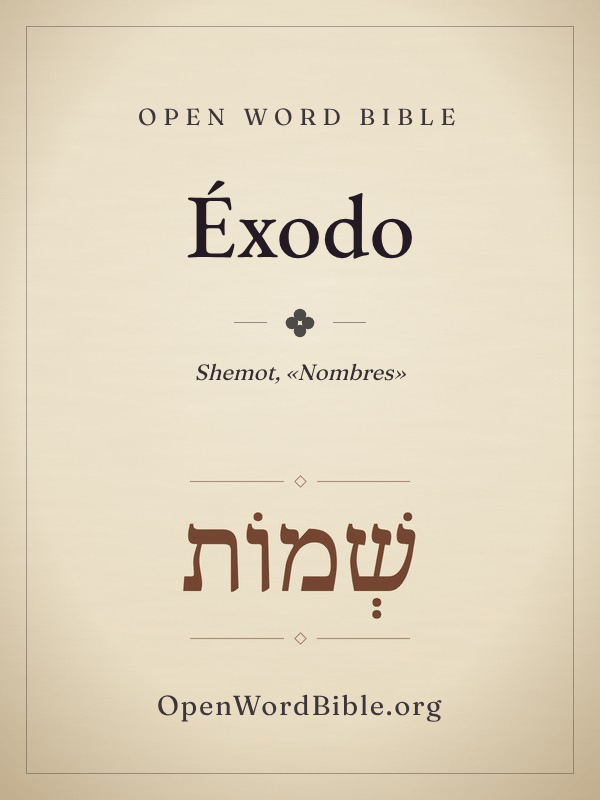 OPEN WORD BIBLE
Éxodo
Shemot, «Nombres»
שְׁמוֹת
OpenWordBible.org